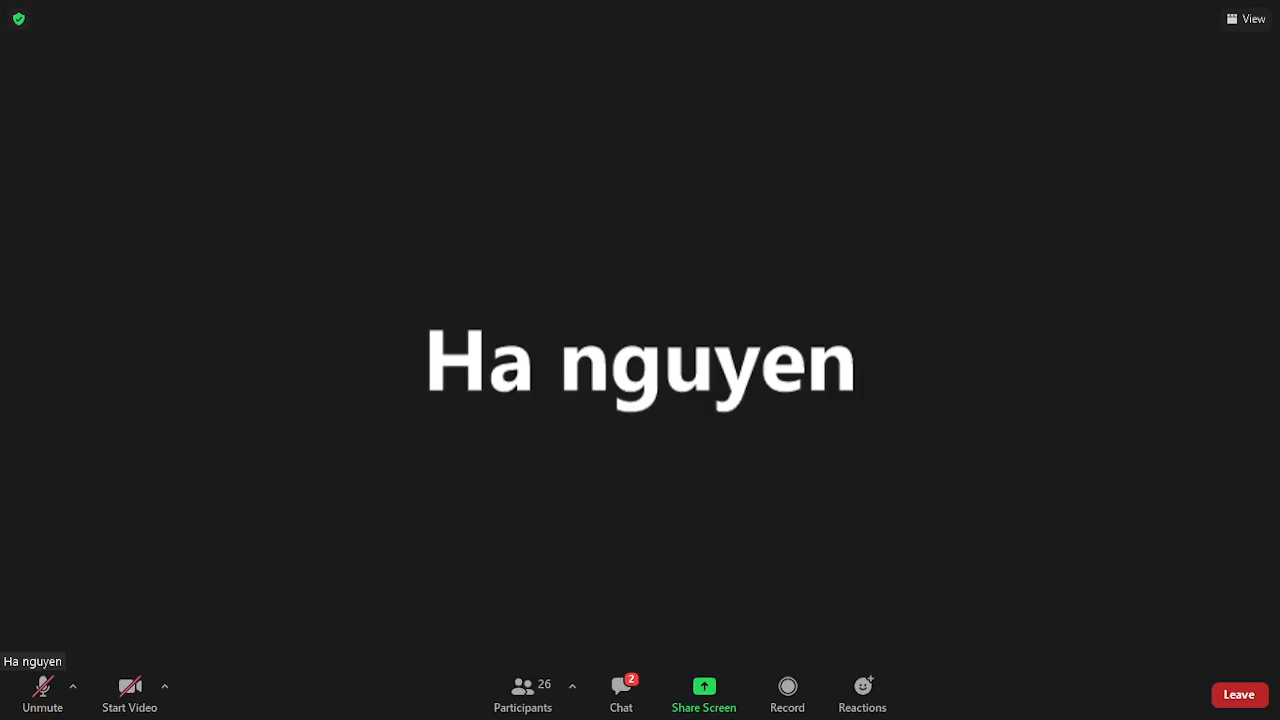 View
Ha nguyen
Ha nguyen
Unmute
Start Video
26
Participants
2
Chat
Share Screen
Record
Reactions
Leave